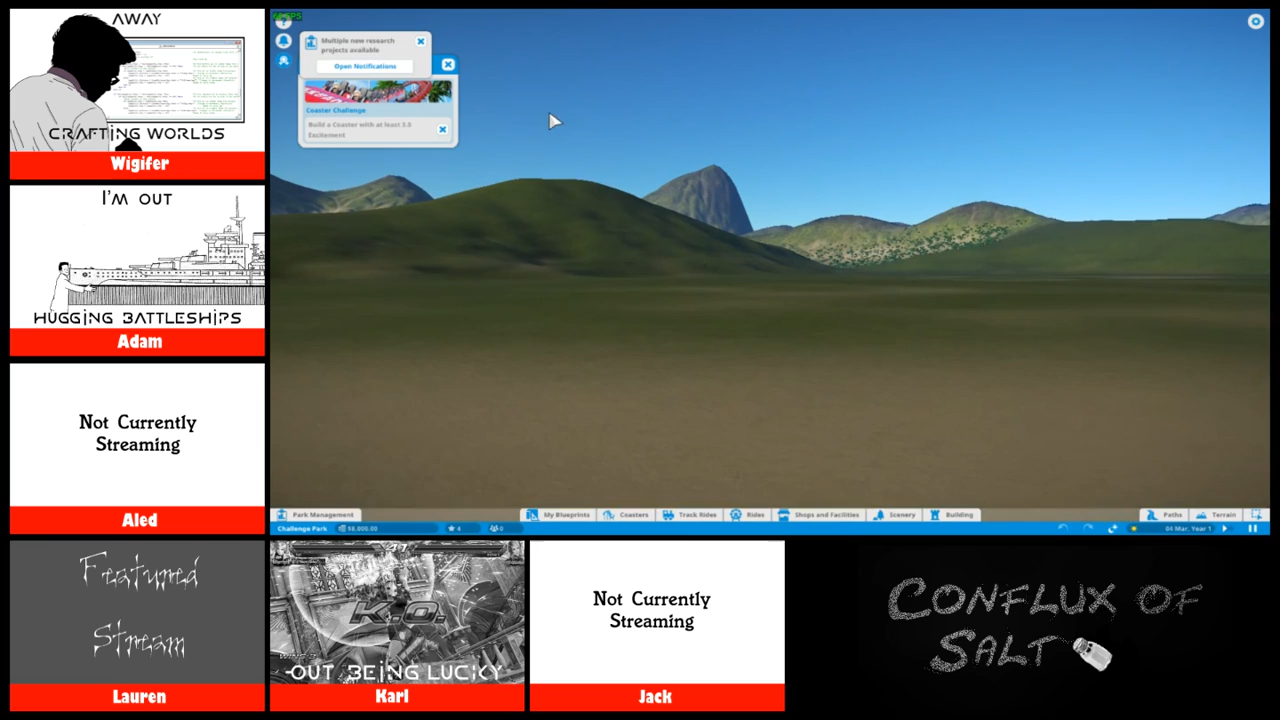 AWAY
CRAFTING WORLDS
Wigifer
I'M OUT
HUGGING BATTLESHIPS
Adam
Not Currently
Streaming
Aled
Featured
Stream
Lauren
Multiple new research
projects available
Open Notifications
Coaster Challenge
Build a Coaster with at least 3.0
Excitement
Park Management
My Blueprints
Coasters
Track Rides
Rides
Shops and Facilities
Scenery
Building
Paths
Terrain
Challenge Park
04 Mar, Year 1
K.O.
OUT BEING LUCKY
Karl
Not Currently
Streaming
Jack
CONFLUX OF
SALT